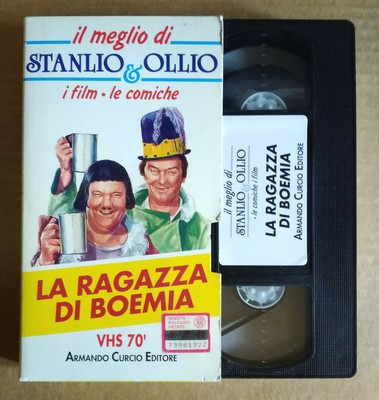 il meglio di
STANLIO & OLLIO
i film • le comiche
LA RAGAZZA
DI BOEMIA
VHS 70'
ARMANDO CURCIO EDITORE
il meglio di
STANLIO & OLLIO
- le comiche i film
LA RAGAZZA
DI BOEMIA
ARMANDO CURCIO EDITORE